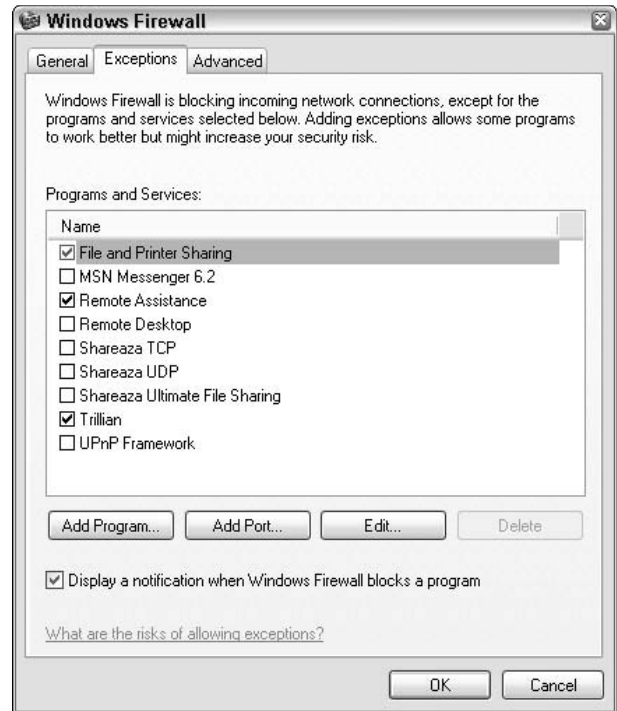 Windows Firewall
General Exceptions Advanced
Windows Firewall is blocking incoming network connections, except for the
programs and services selected below. Adding exceptions allows some programs
to work better but might increase your security risk.
Programs and Services:
Name
File and Printer Sharing
MSN Messenger 6.2
Remote Assistance
Remote Desktop
Shareaza TCP
Shareaza UDP
Shareaza Ultimate File Sharing
Trillian
UPnP Framework
Add Program... Add Port... Edit... Delete
Display a notification when Windows Firewall blocks a program
What are the risks of allowing exceptions?
OK Cancel